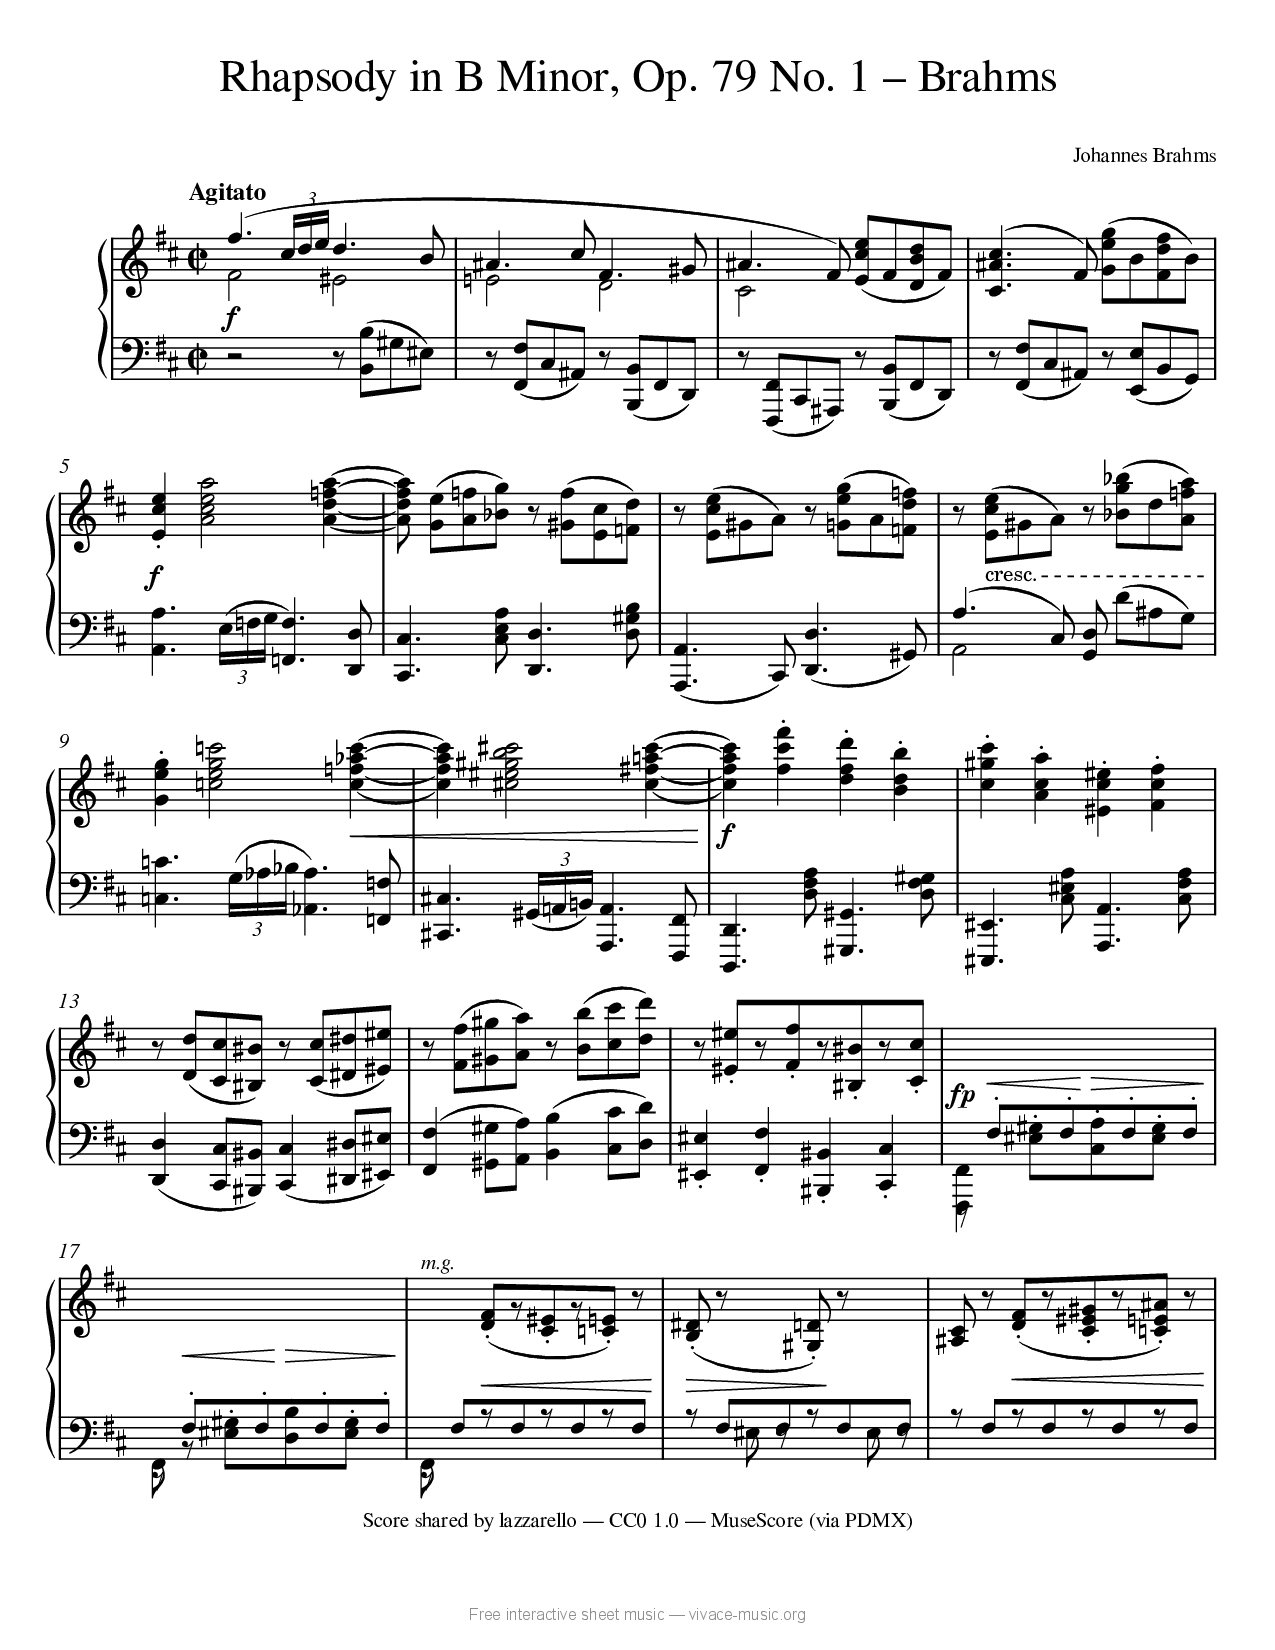 Rhapsody in B Minor, Op. 79 No. 1 – Brahms
Johannes Brahms
Agitato
3
f
5
f
3
3
cresc.
9
3
3
f
13
fp
17
m.g.
Score shared by lazzarello — CC0 1.0 — MuseScore (via PDMX)
Free interactive sheet music — vivace-music.org